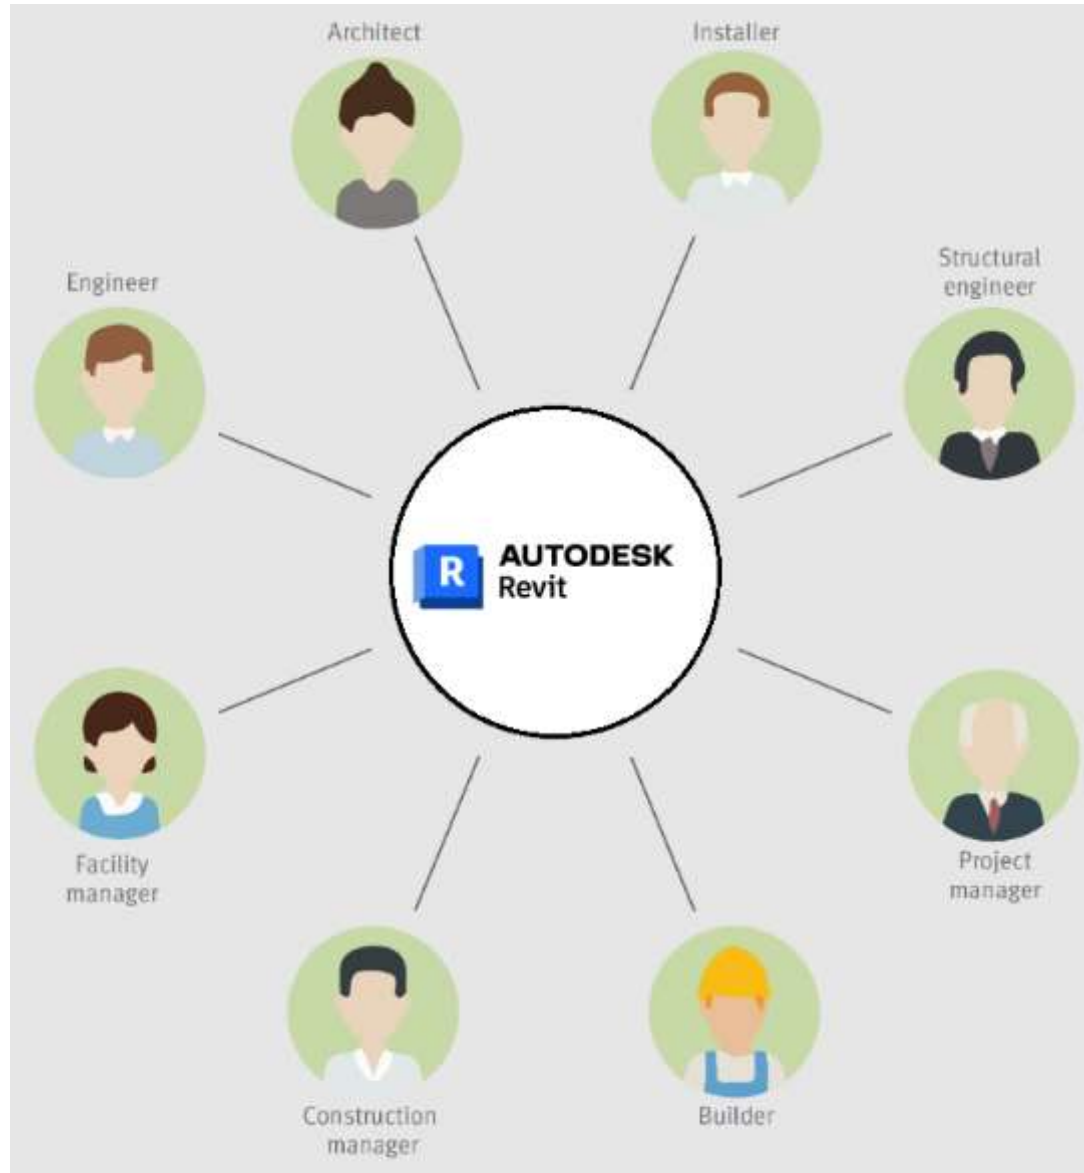 Architect
Installer
Engineer
Structural
engineer
R
AUTODESK
Revit
Facility
manager
Project
manager
Construction
manager
Builder